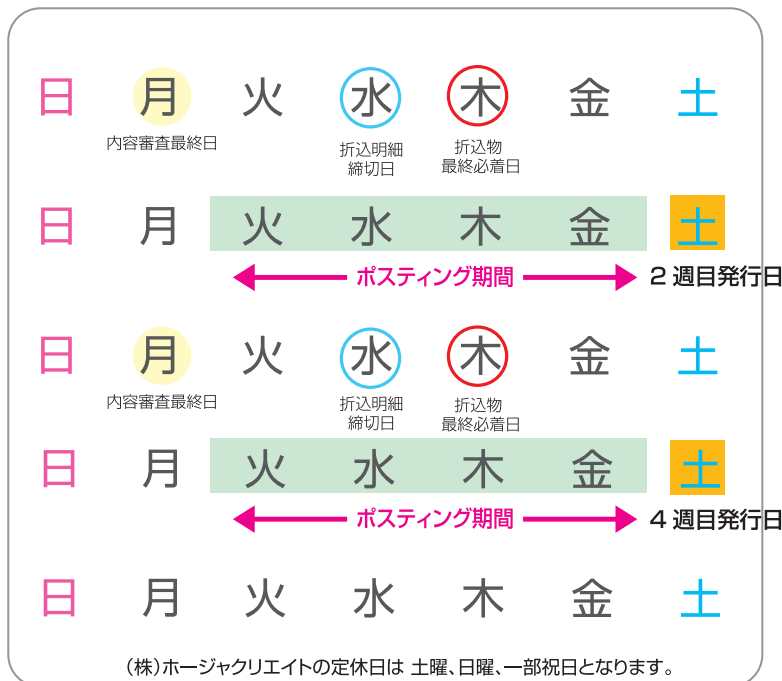 日 月 火 水 木 金 土
内容審査最終日 折込明細 折込物
締切日 最終必着日
日 月 火 水 木 金 土
ポスティング期間 2週目発行日
日 月 火 水 木 金 土
内容審査最終日 折込明細 折込物
締切日 最終必着日
日 月 火 水 木 金 土
ポスティング期間 4週目発行日
日 月 火 水 木 金 土
(株)ホージャクリエイトの定休日は 土曜、日曜、一部祝日となります。